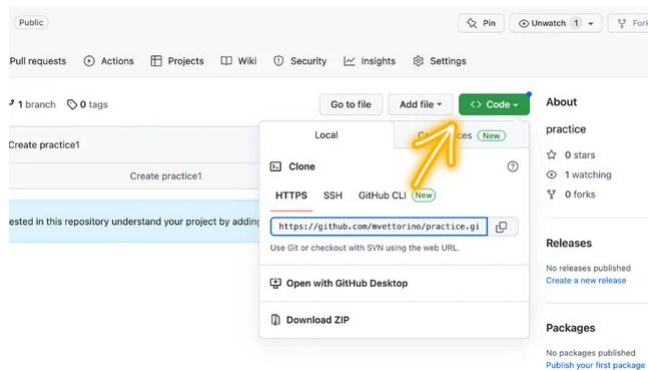 Public
Pin
Unwatch 1
Fork
Pull requests Actions Projects Wiki Security Insights Settings
1 branch 0 tags
Go to file Add file Code
About
Local New
practice
Create practice1
Clone
0 stars
Create practice1
1 watching
HTTPS SSH GitHub CLI New
0 forks
ested in this repository understand your project by adding
https://github.com/mvettorino/practice.gi
Use Git or checkout with SVN using the web URL.
Releases
No releases published
Create a new release
Open with GitHub Desktop
Download ZIP
Packages
No packages published
Publish your first package